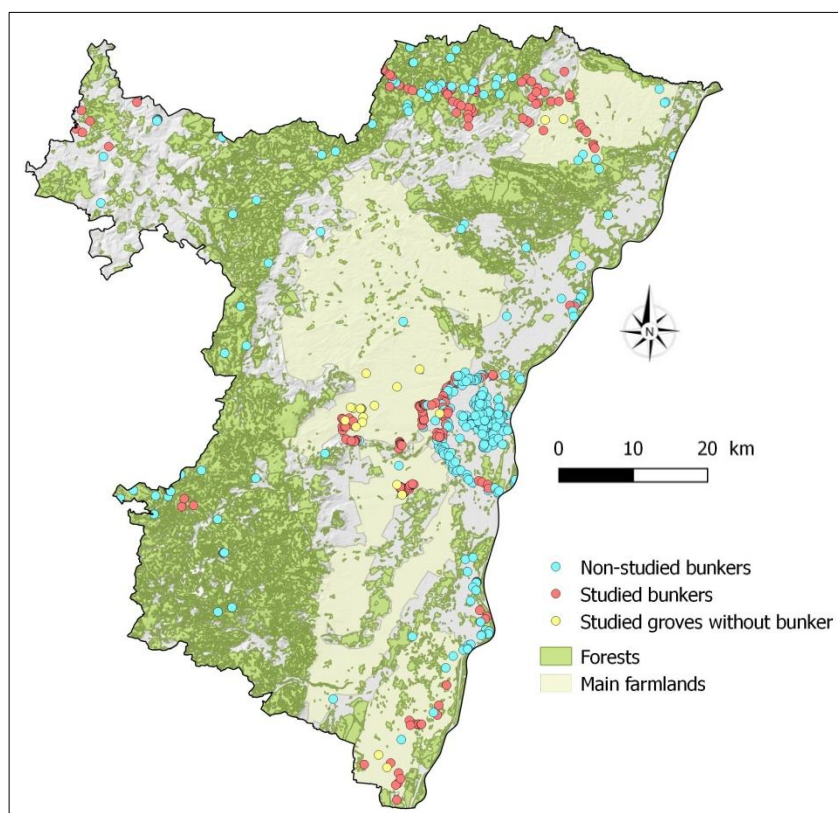 N
0 10 20 km
Non-studied bunkers
Studied bunkers
Studied groves without bunker
Forests
Main farmlands